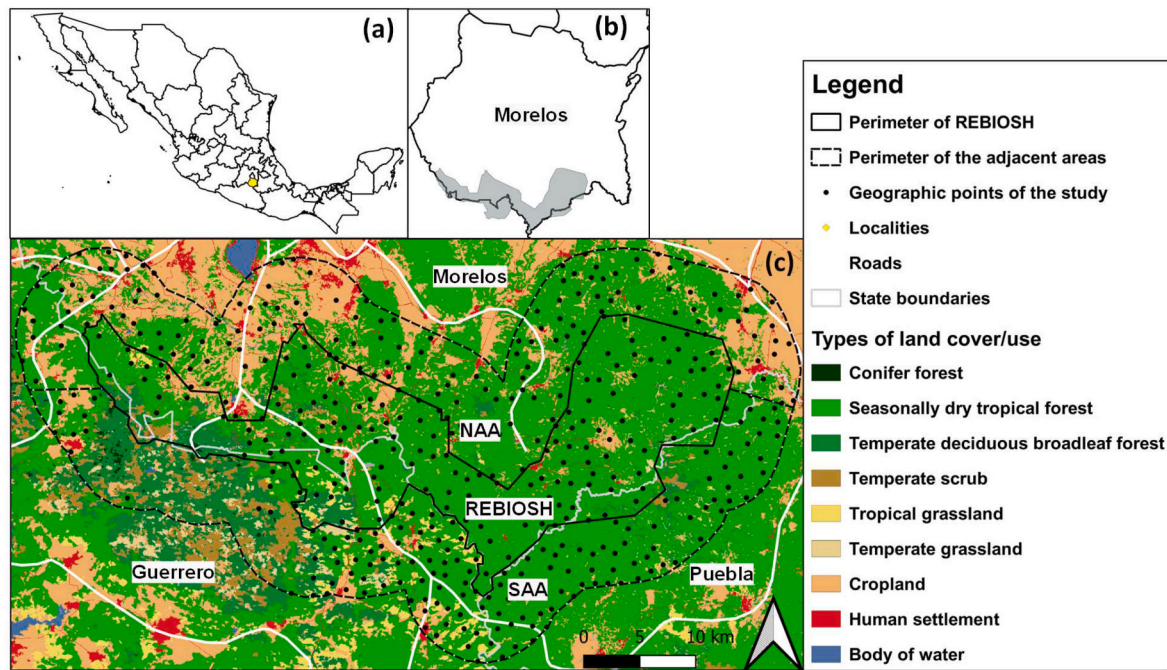 (a)
(b)
Morelos
(c)
Morelos
NAA
REBIOSH
SAA
Guerrero
Puebla
0 5 10 km
Legend
Perimeter of REBIOSH
Perimeter of the adjacent areas
Geographic points of the study
Localities
Roads
State boundaries
Types of land cover/use
Conifer forest
Seasonally dry tropical forest
Temperate deciduous broadleaf forest
Temperate scrub
Tropical grassland
Temperate grassland
Cropland
Human settlement
Body of water